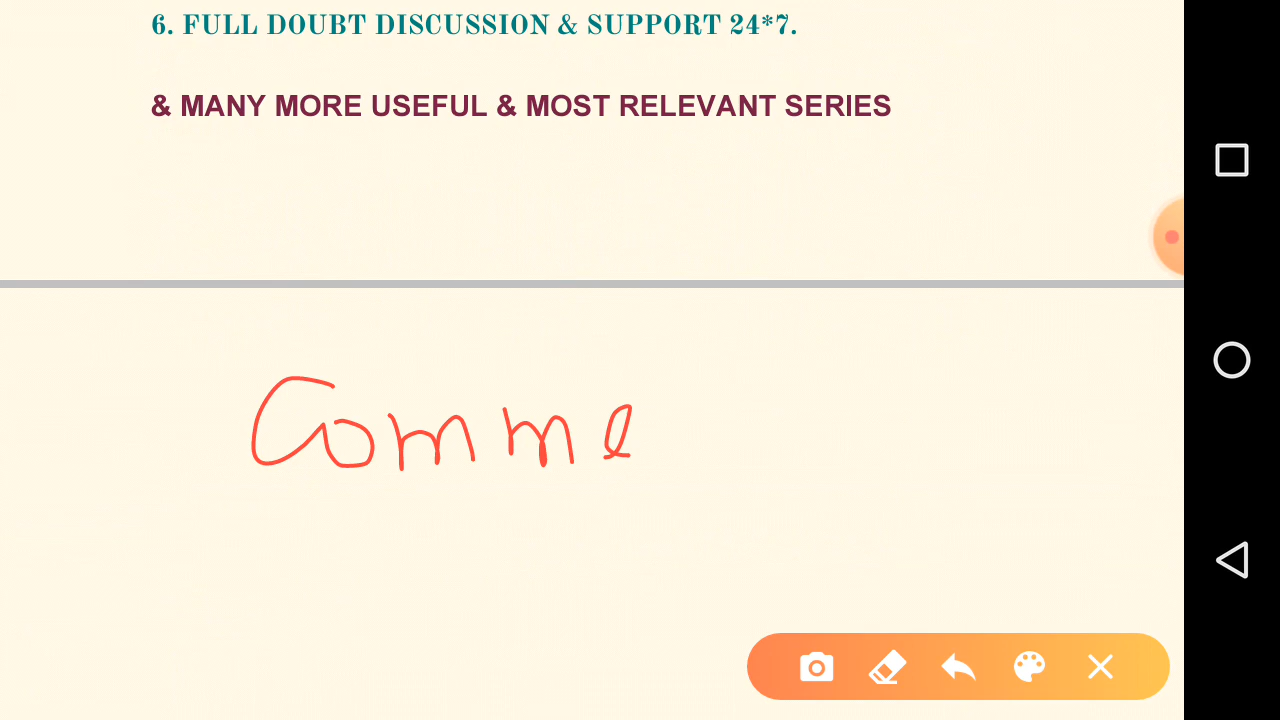 6. FULL DOUBT DISCUSSION & SUPPORT 24*7.
& MANY MORE USEFUL & MOST RELEVANT SERIES
Comme